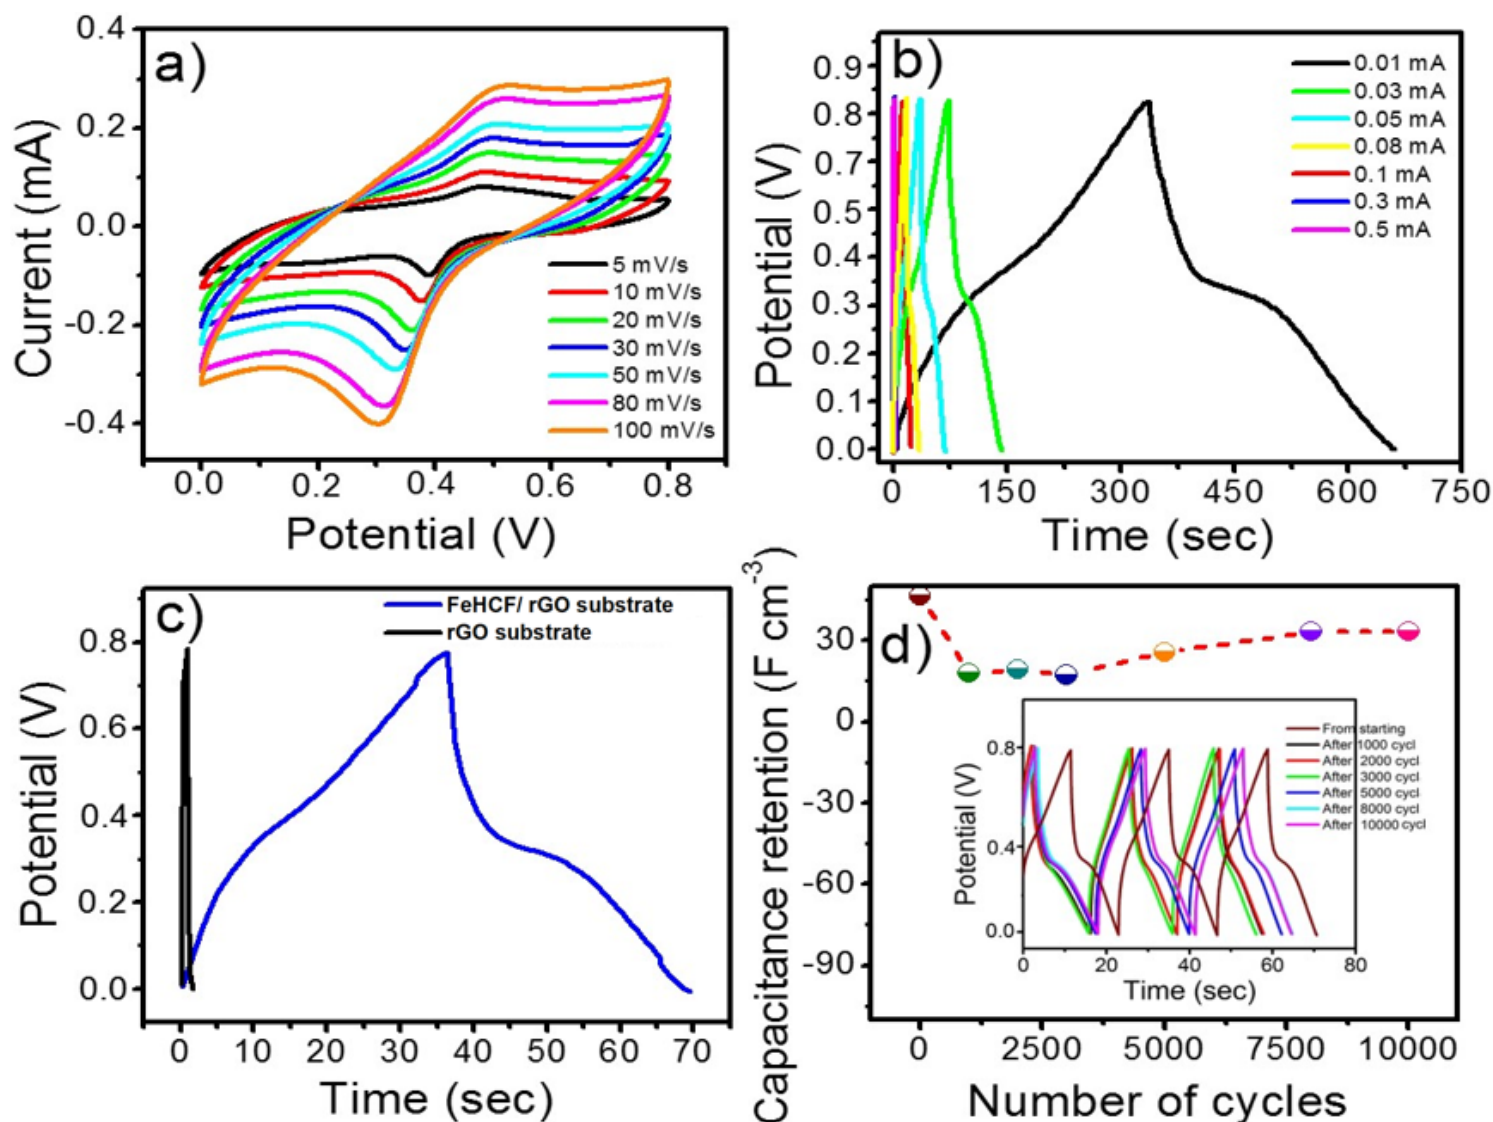 a)
0.4
0.2
0.0
-0.2
-0.4
Current (mA)
5 mV/s
10 mV/s
20 mV/s
30 mV/s
50 mV/s
80 mV/s
100 mV/s
0.0 0.2 0.4 0.6 0.8
Potential (V)
b)
0.9
0.8
0.7
0.5
0.4
0.3
0.2
0.1
0.0
Potential (V)
0.01 mA
0.03 mA
0.05 mA
0.08 mA
0.1 mA
0.3 mA
0.5 mA
0 150 300 450 600 750
Time (sec)
c)
FeHCF/ rGO substrate
rGO substrate
0.8
0.6
0.4
0.2
0.0
Potential (V)
0 10 20 30 40 50 60 70
Time (sec)
d)
30
0
-30
-60
-90
Capacitance retention (F cm-3)
From starting
After 1000 cycl
After 2000 cycl
After 3000 cycl
After 5000 cycl
After 8000 cycl
After 10000 cycl
0.8
0.4
0.0
Potential (V)
0 20 40 60 80
Time (sec)
0 2500 5000 7500 10000
Number of cycles